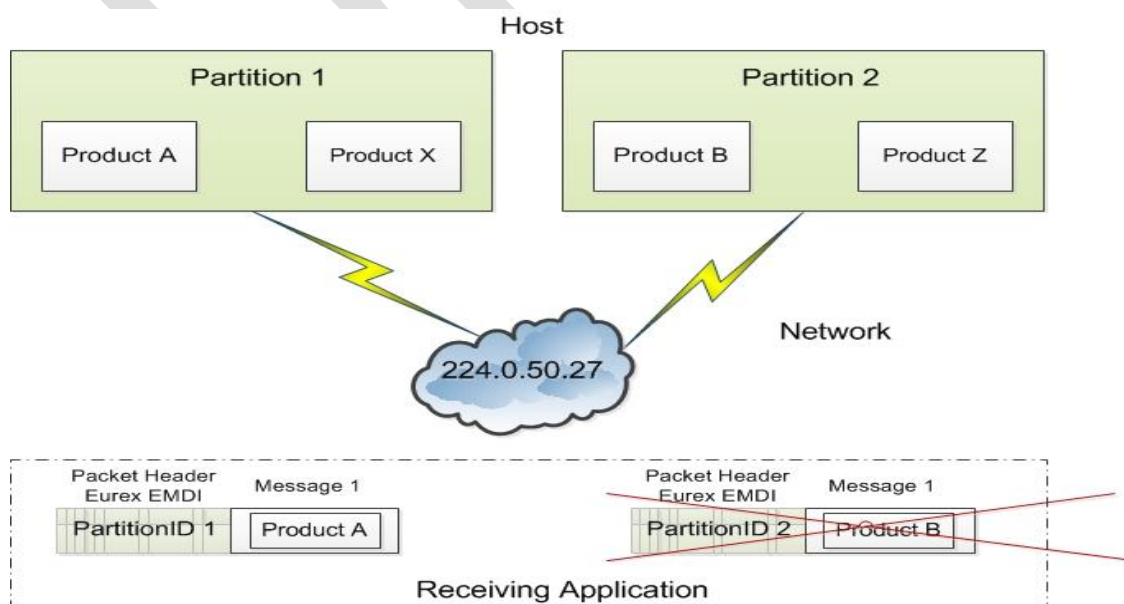 Host
Partition 1
Partition 2
Product A
Product X
Product B
Product Z
224.0.50.27
Network
Packet Header
Eurex EMDI
Message 1
PartitionID 1
Product A
Packet Header
Eurex EMDI
Message 1
PartitionID 2
Product B
Receiving Application